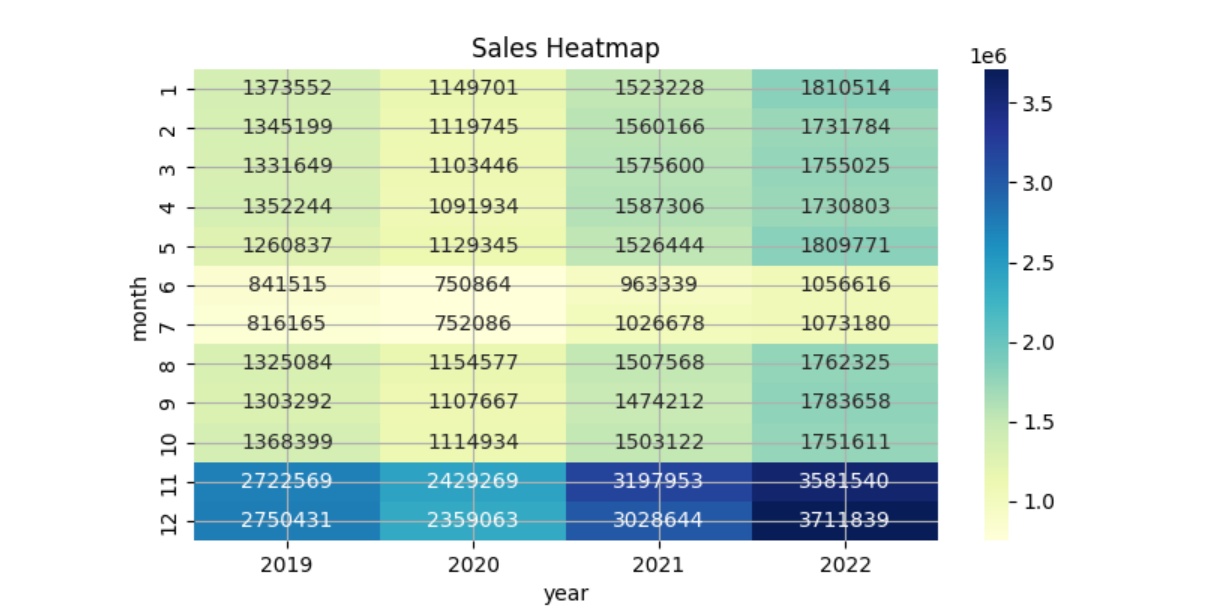 Sales Heatmap
1e6
1 1373552 1149701 1523228 1810514
2 1345199 1119745 1560166 1731784
3 1331649 1103446 1575600 1755025
4 1352244 1091934 1587306 1730803
5 1260837 1129345 1526444 1809771
6 841515 750864 963339 1056616
7 816165 752086 1026678 1073180
8 1325084 1154577 1507568 1762325
9 1303292 1107667 1474212 1783658
10 1368399 1114934 1503122 1751611
11 2722569 2429269 3197953 3581540
12 2750431 2359063 3028644 3711839
month
2019 2020 2021 2022
year
3.5
3.0
2.5
2.0
1.5
1.0